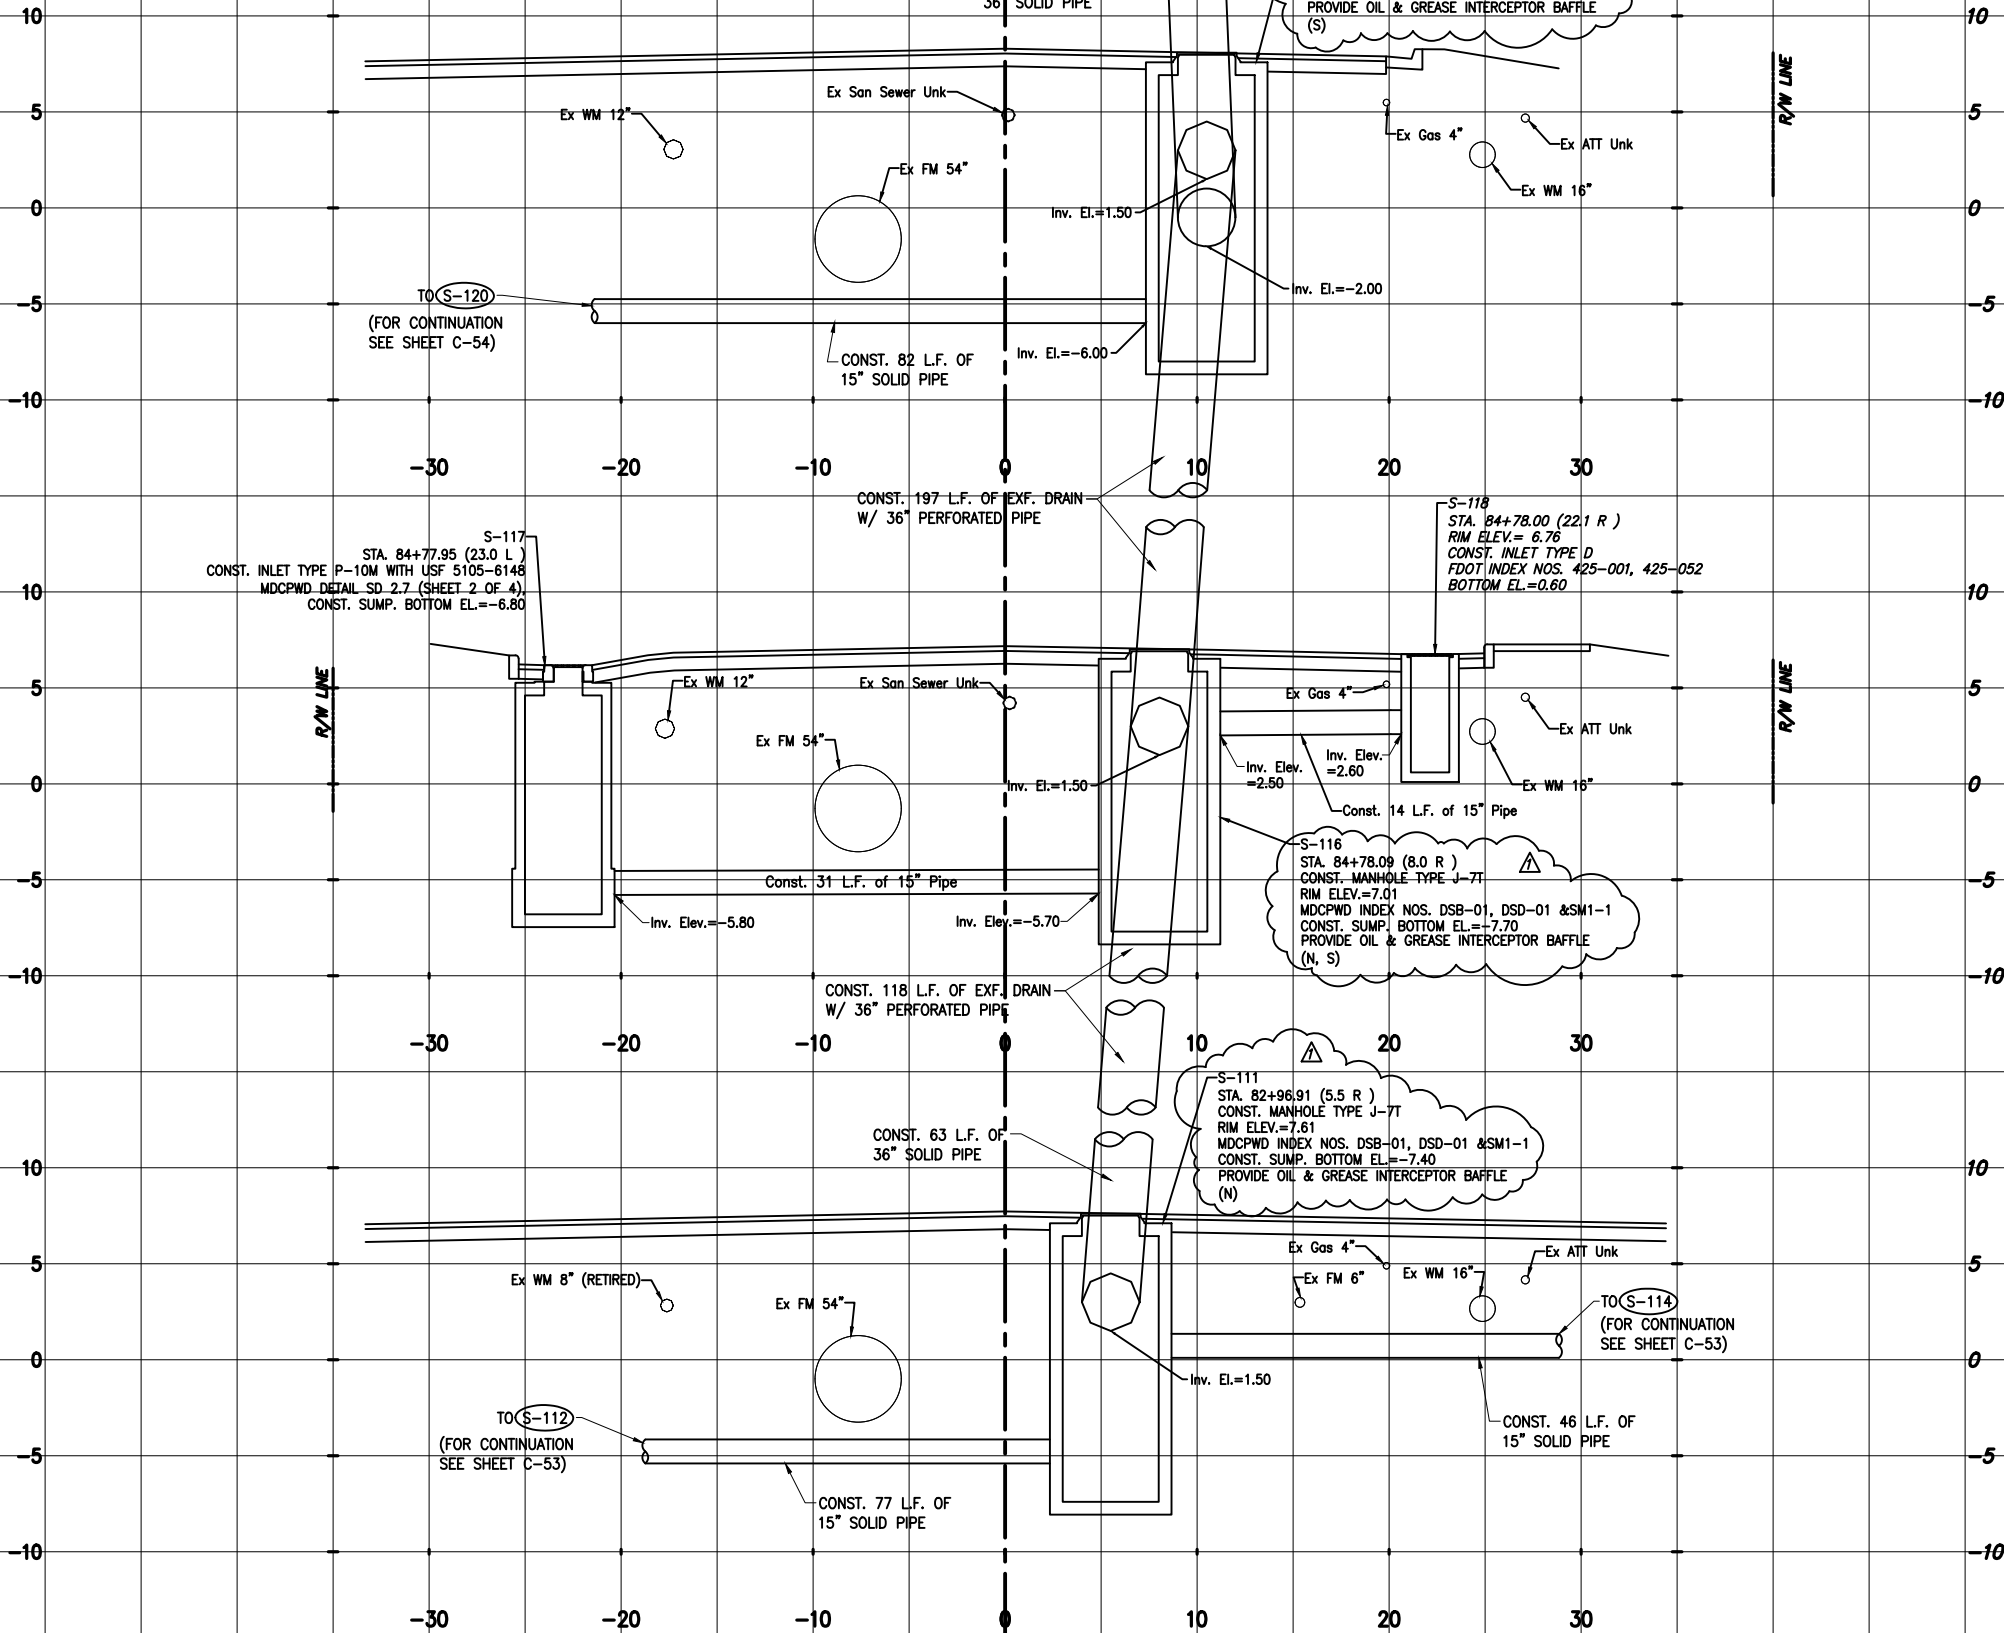 36" SOLID PIPE
PROVIDE OIL & GREASE INTERCEPTOR BAFFLE
(S)
10
10
R/W LINE
Ex San Sewer Unk
Ex WM 12"
5
5
Ex Gas 4"
Ex ATT Unk
Ex FM 54"
Ex WM 16"
0
Inv. El.=1.50
0
TO S-120
(FOR CONTINUATION
SEE SHEET C-54)
Inv. El.=-2.00
-5
-5
CONST. 82 L.F. OF
15" SOLID PIPE
Inv. El.=-6.00
-10
-10
-30
-20
-10
0
10
20
30
CONST. 197 L.F. OF EXF. DRAIN
W/ 36" PERFORATED PIPE
S-118
STA. 84+78.00 (22.1 R )
RIM ELEV.= 6.76
CONST. INLET TYPE D
FDOT INDEX NOS. 425-001, 425-052
BOTTOM EL.=0.60
S-117
STA. 84+77.95 (23.0 L )
CONST. INLET TYPE P-10M WITH USF 5105-6148
MDCPWD DETAIL SD 2.7 (SHEET 2 OF 4),
CONST. SUMP. BOTTOM EL.=-6.80
10
10
R/W LINE
R/W LINE
5
Ex WM 12"
Ex San Sewer Unk
Ex Gas 4"
5
Ex FM 54"
Ex ATT Unk
Inv. Elev.
=2.50
Inv. Elev.
=2.60
0
Inv. El.=1.50
Ex WM 16"
0
Const. 14 L.F. of 15" Pipe
S-116
STA. 84+78.09 (8.0 R )
CONST. MANHOLE TYPE J-7T
RIM ELEV.=7.01
MDCPWD INDEX NOS. DSB-01, DSD-01 &SM1-1
CONST. SUMP. BOTTOM EL.=-7.70
PROVIDE OIL & GREASE INTERCEPTOR BAFFLE
(N, S)
1
-5
Const. 31 L.F. of 15" Pipe
-5
Inv. Elev.=-5.80
Inv. Elev.=-5.70
-10
-10
CONST. 118 L.F. OF EXF. DRAIN
W/ 36" PERFORATED PIPE
-30
-20
-10
0
10
20
30
1
S-111
STA. 82+96.91 (5.5 R )
CONST. MANHOLE TYPE J-7T
RIM ELEV.=7.61
MDCPWD INDEX NOS. DSB-01, DSD-01 &SM1-1
CONST. SUMP. BOTTOM EL.=-7.40
PROVIDE OIL & GREASE INTERCEPTOR BAFFLE
(N)
CONST. 63 L.F. OF
36" SOLID PIPE
10
10
5
Ex Gas 4"
Ex ATT Unk
5
Ex WM 8" (RETIRED)
Ex FM 6"
Ex WM 16"
Ex FM 54"
TO S-114
(FOR CONTINUATION
SEE SHEET C-53)
0
0
Inv. El.=1.50
TO S-112
(FOR CONTINUATION
SEE SHEET C-53)
CONST. 46 L.F. OF
15" SOLID PIPE
-5
-5
CONST. 77 L.F. OF
15" SOLID PIPE
-10
-10
-30
-20
-10
0
10
20
30